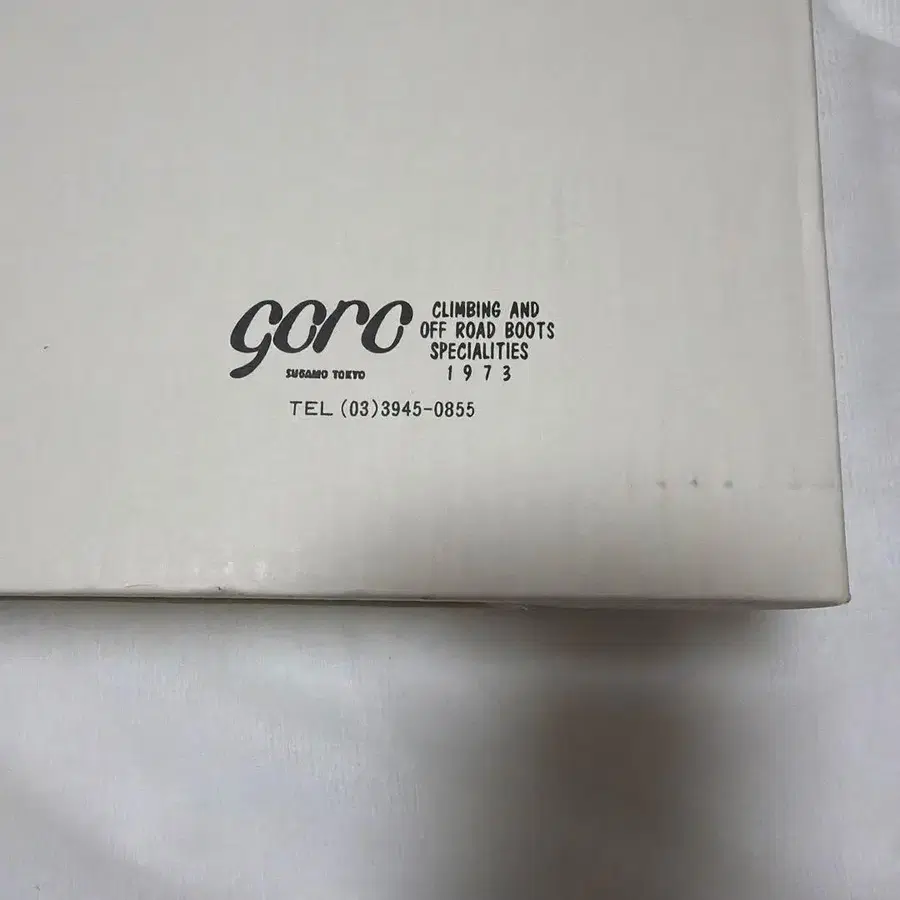 goro
SUGAMO TOKYO
CLIMBING AND
OFF ROAD BOOTS
SPECIALITIES
1973
TEL (03)3945-0855